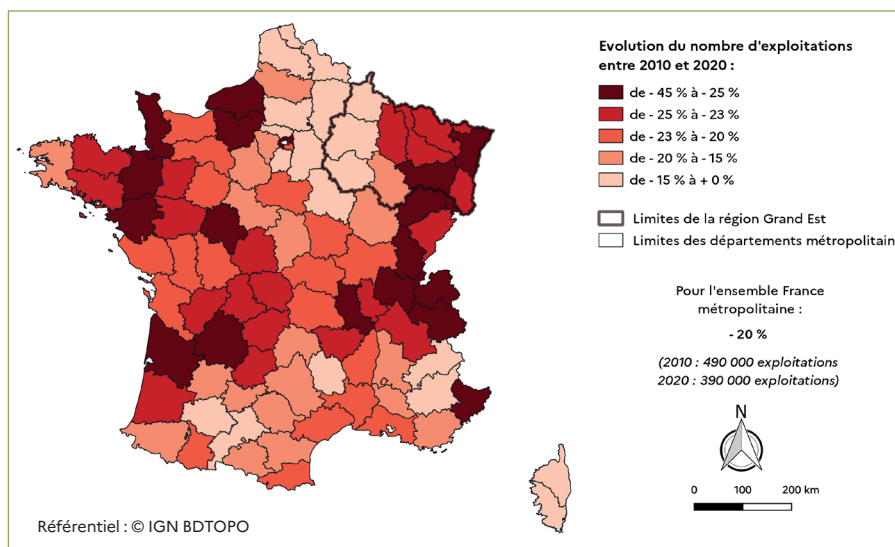 Evolution du nombre d'exploitations
entre 2010 et 2020 :
de - 45 % à - 25 %
de - 25 % à - 23 %
de - 23 % à - 20 %
de - 20 % à - 15 %
de - 15 % à + 0 %
Limites de la région Grand Est
Limites des départements métropolitain
Pour l'ensemble France
métropolitaine :
- 20 %
(2010 : 490 000 exploitations
2020 : 390 000 exploitations)
N
0 100 200 km
Référentiel : © IGN BDTOPO